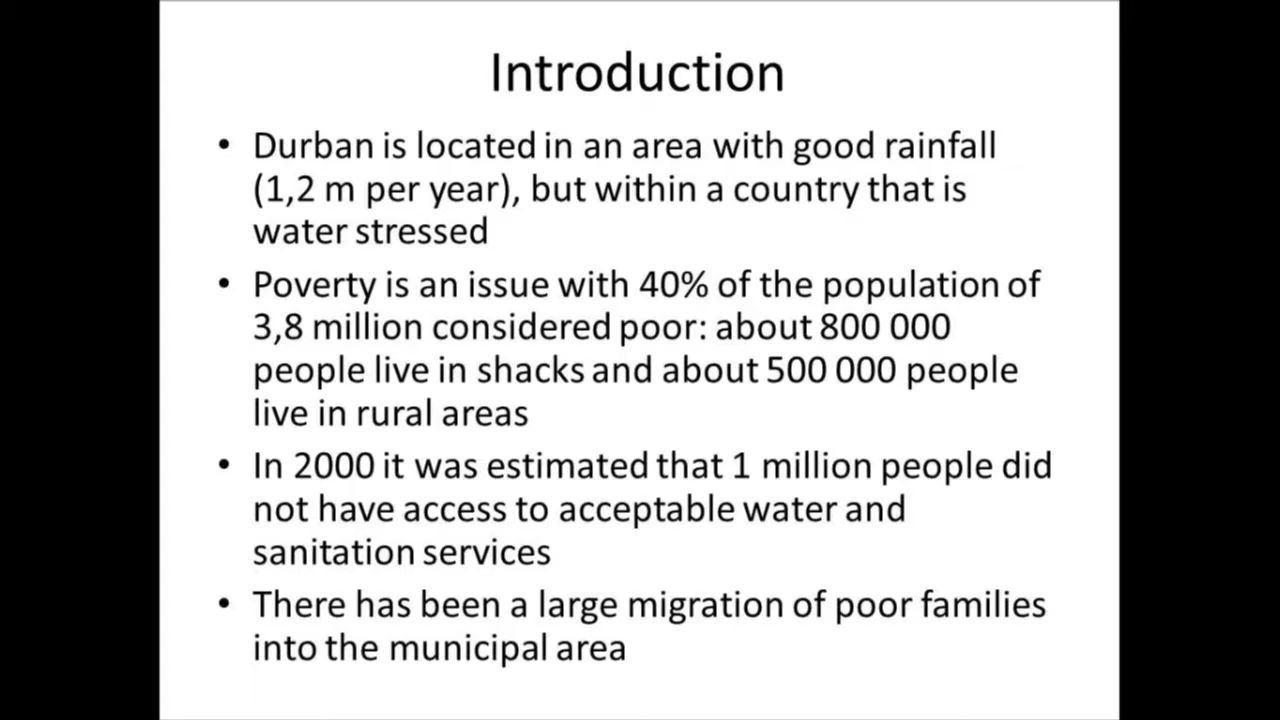 Introduction
• Durban is located in an area with good rainfall
(1,2 m per year), but within a country that is
water stressed
• Poverty is an issue with 40% of the population of
3,8 million considered poor: about 800 000
people live in shacks and about 500 000 people
live in rural areas
• In 2000 it was estimated that 1 million people did
not have access to acceptable water and
sanitation services
• There has been a large migration of poor families
into the municipal area